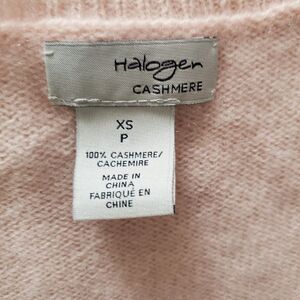 Halogen
CASHMERE
XS
P
100% CASHMERE/
CACHEMIRE
MADE IN
CHINA
FABRIQUÉ EN
CHINE